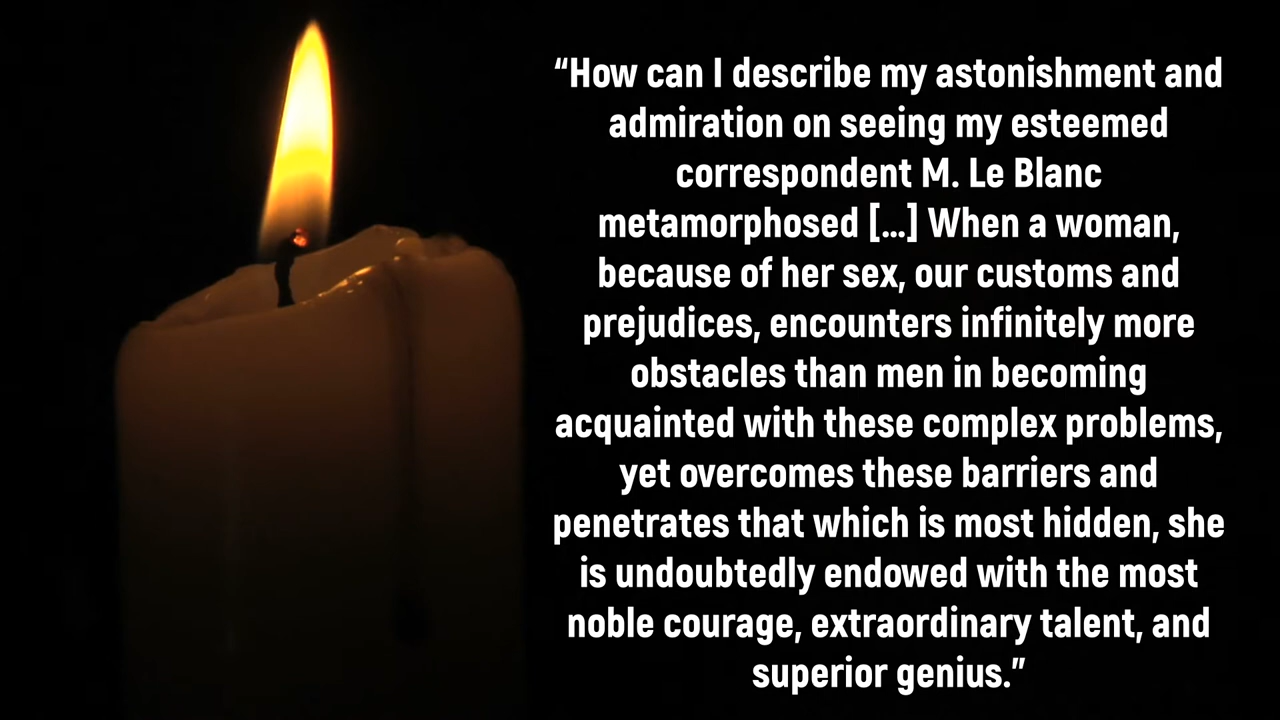 “How can I describe my astonishment and
admiration on seeing my esteemed
correspondent M. Le Blanc
metamorphosed [...] When a woman,
because of her sex, our customs and
prejudices, encounters infinitely more
obstacles than men in becoming
acquainted with these complex problems,
yet overcomes these barriers and
penetrates that which is most hidden, she
is undoubtedly endowed with the most
noble courage, extraordinary talent, and
superior genius.”